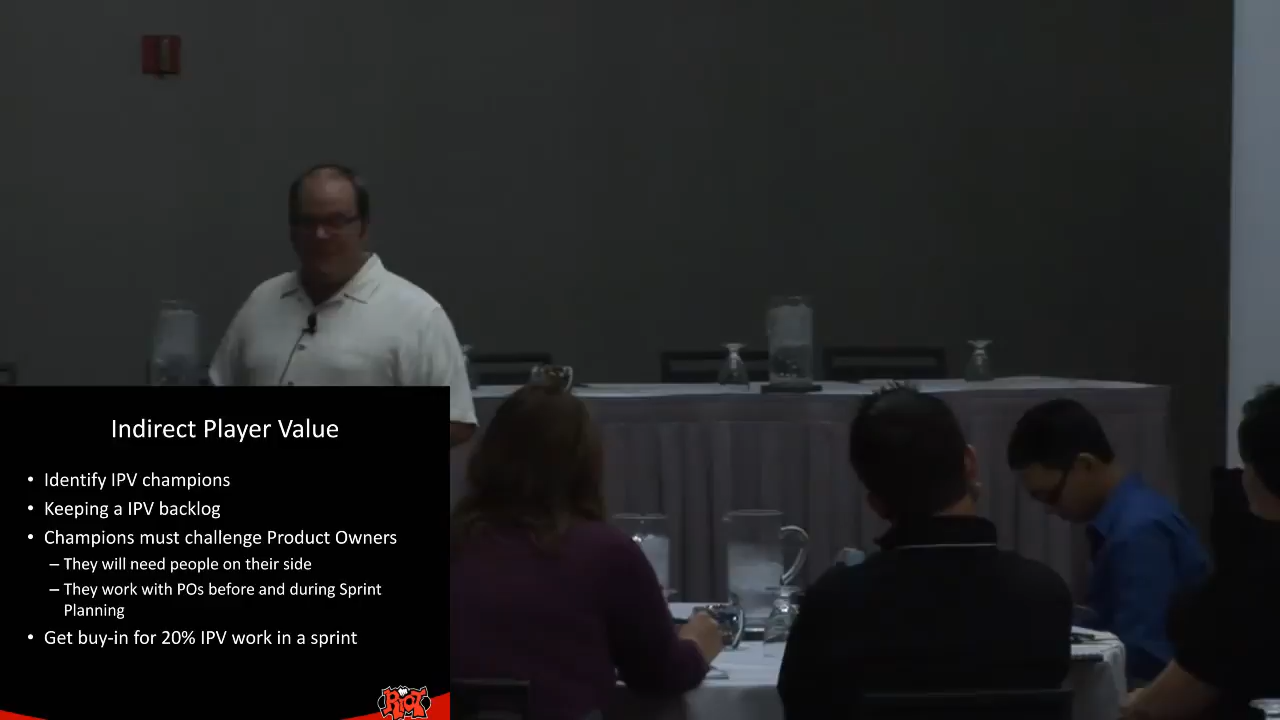 Indirect Player Value
• Identify IPV champions
• Keeping a IPV backlog
• Champions must challenge Product Owners
– They will need people on their side
– They work with POs before and during Sprint
Planning
• Get buy-in for 20% IPV work in a sprint
RIOT